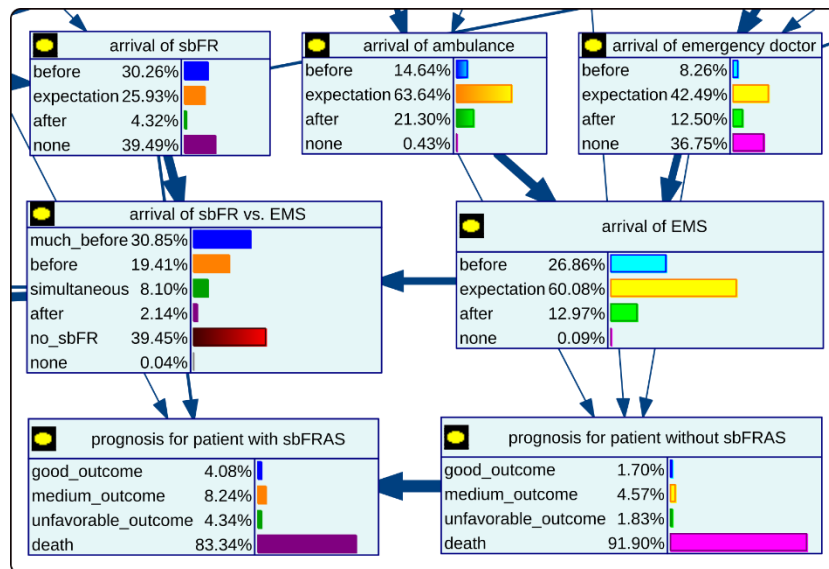 arrival of sbFR
before 30.26%
expectation 25.93%
after 4.32%
none 39.49%
arrival of ambulance
before 14.64%
expectation 63.64%
after 21.30%
none 0.43%
arrival of emergency doctor
before 8.26%
expectation 42.49%
after 12.50%
none 36.75%
arrival of sbFR vs. EMS
much_before 30.85%
before 19.41%
simultaneous 8.10%
after 2.14%
no_sbFR 39.45%
none 0.04%
arrival of EMS
before 26.86%
expectation 60.08%
after 12.97%
none 0.09%
prognosis for patient with sbFRAS
good_outcome 4.08%
medium_outcome 8.24%
unfavorable_outcome 4.34%
death 83.34%
prognosis for patient without sbFRAS
good_outcome 1.70%
medium_outcome 4.57%
unfavorable_outcome 1.83%
death 91.90%